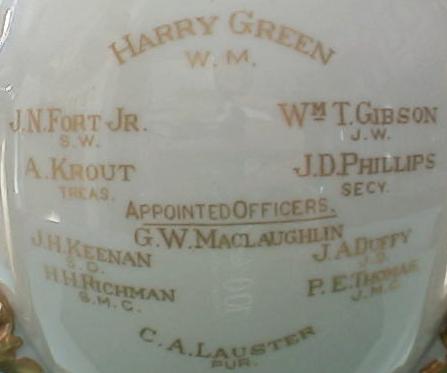 HARRY GREEN
W. M.
J.N. FORT JR. WM T. GIBSON
S.W. J.W.
A. KROUT J.D. PHILLIPS
TREAS. SECY.
APPOINTED OFFICERS.
G.W. MACLAUGHLIN
J.H. KEENAN J.A DUFFY
S.D. J.D.
H.H. RICHMAN P.E. THOMAS
S.M.C. J.M.C.
C.A. LAUSTER
PUR.